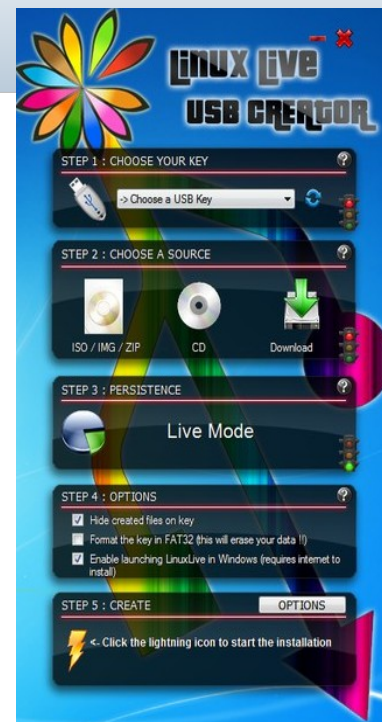 Linux Live
USB CREATOR
STEP 1 : CHOOSE YOUR KEY
?
-> Choose a USB Key
STEP 2 : CHOOSE A SOURCE
?
ISO / IMG / ZIP
CD
Download
STEP 3 : PERSISTENCE
?
Live Mode
STEP 4 : OPTIONS
?
Hide created files on key
Format the key in FAT32 (this will erase your data !!)
Enable launching LinuxLive in Windows (requires internet to
install)
STEP 5 : CREATE
OPTIONS
<- Click the lightning icon to start the installation